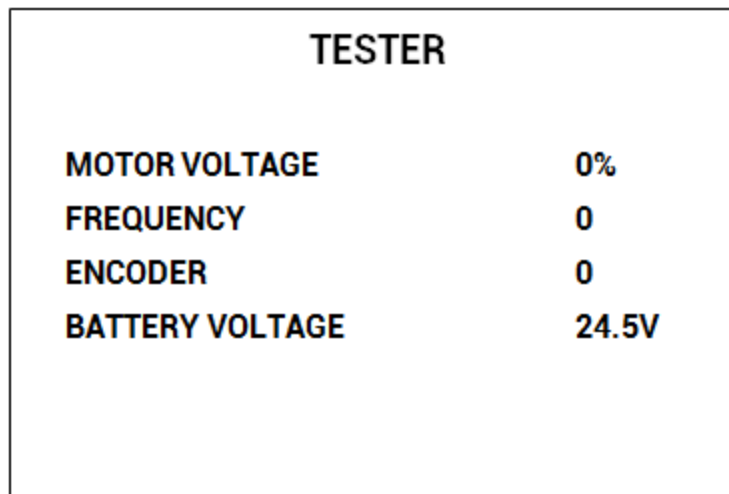 TESTER
MOTOR VOLTAGE 0%
FREQUENCY 0
ENCODER 0
BATTERY VOLTAGE 24.5V